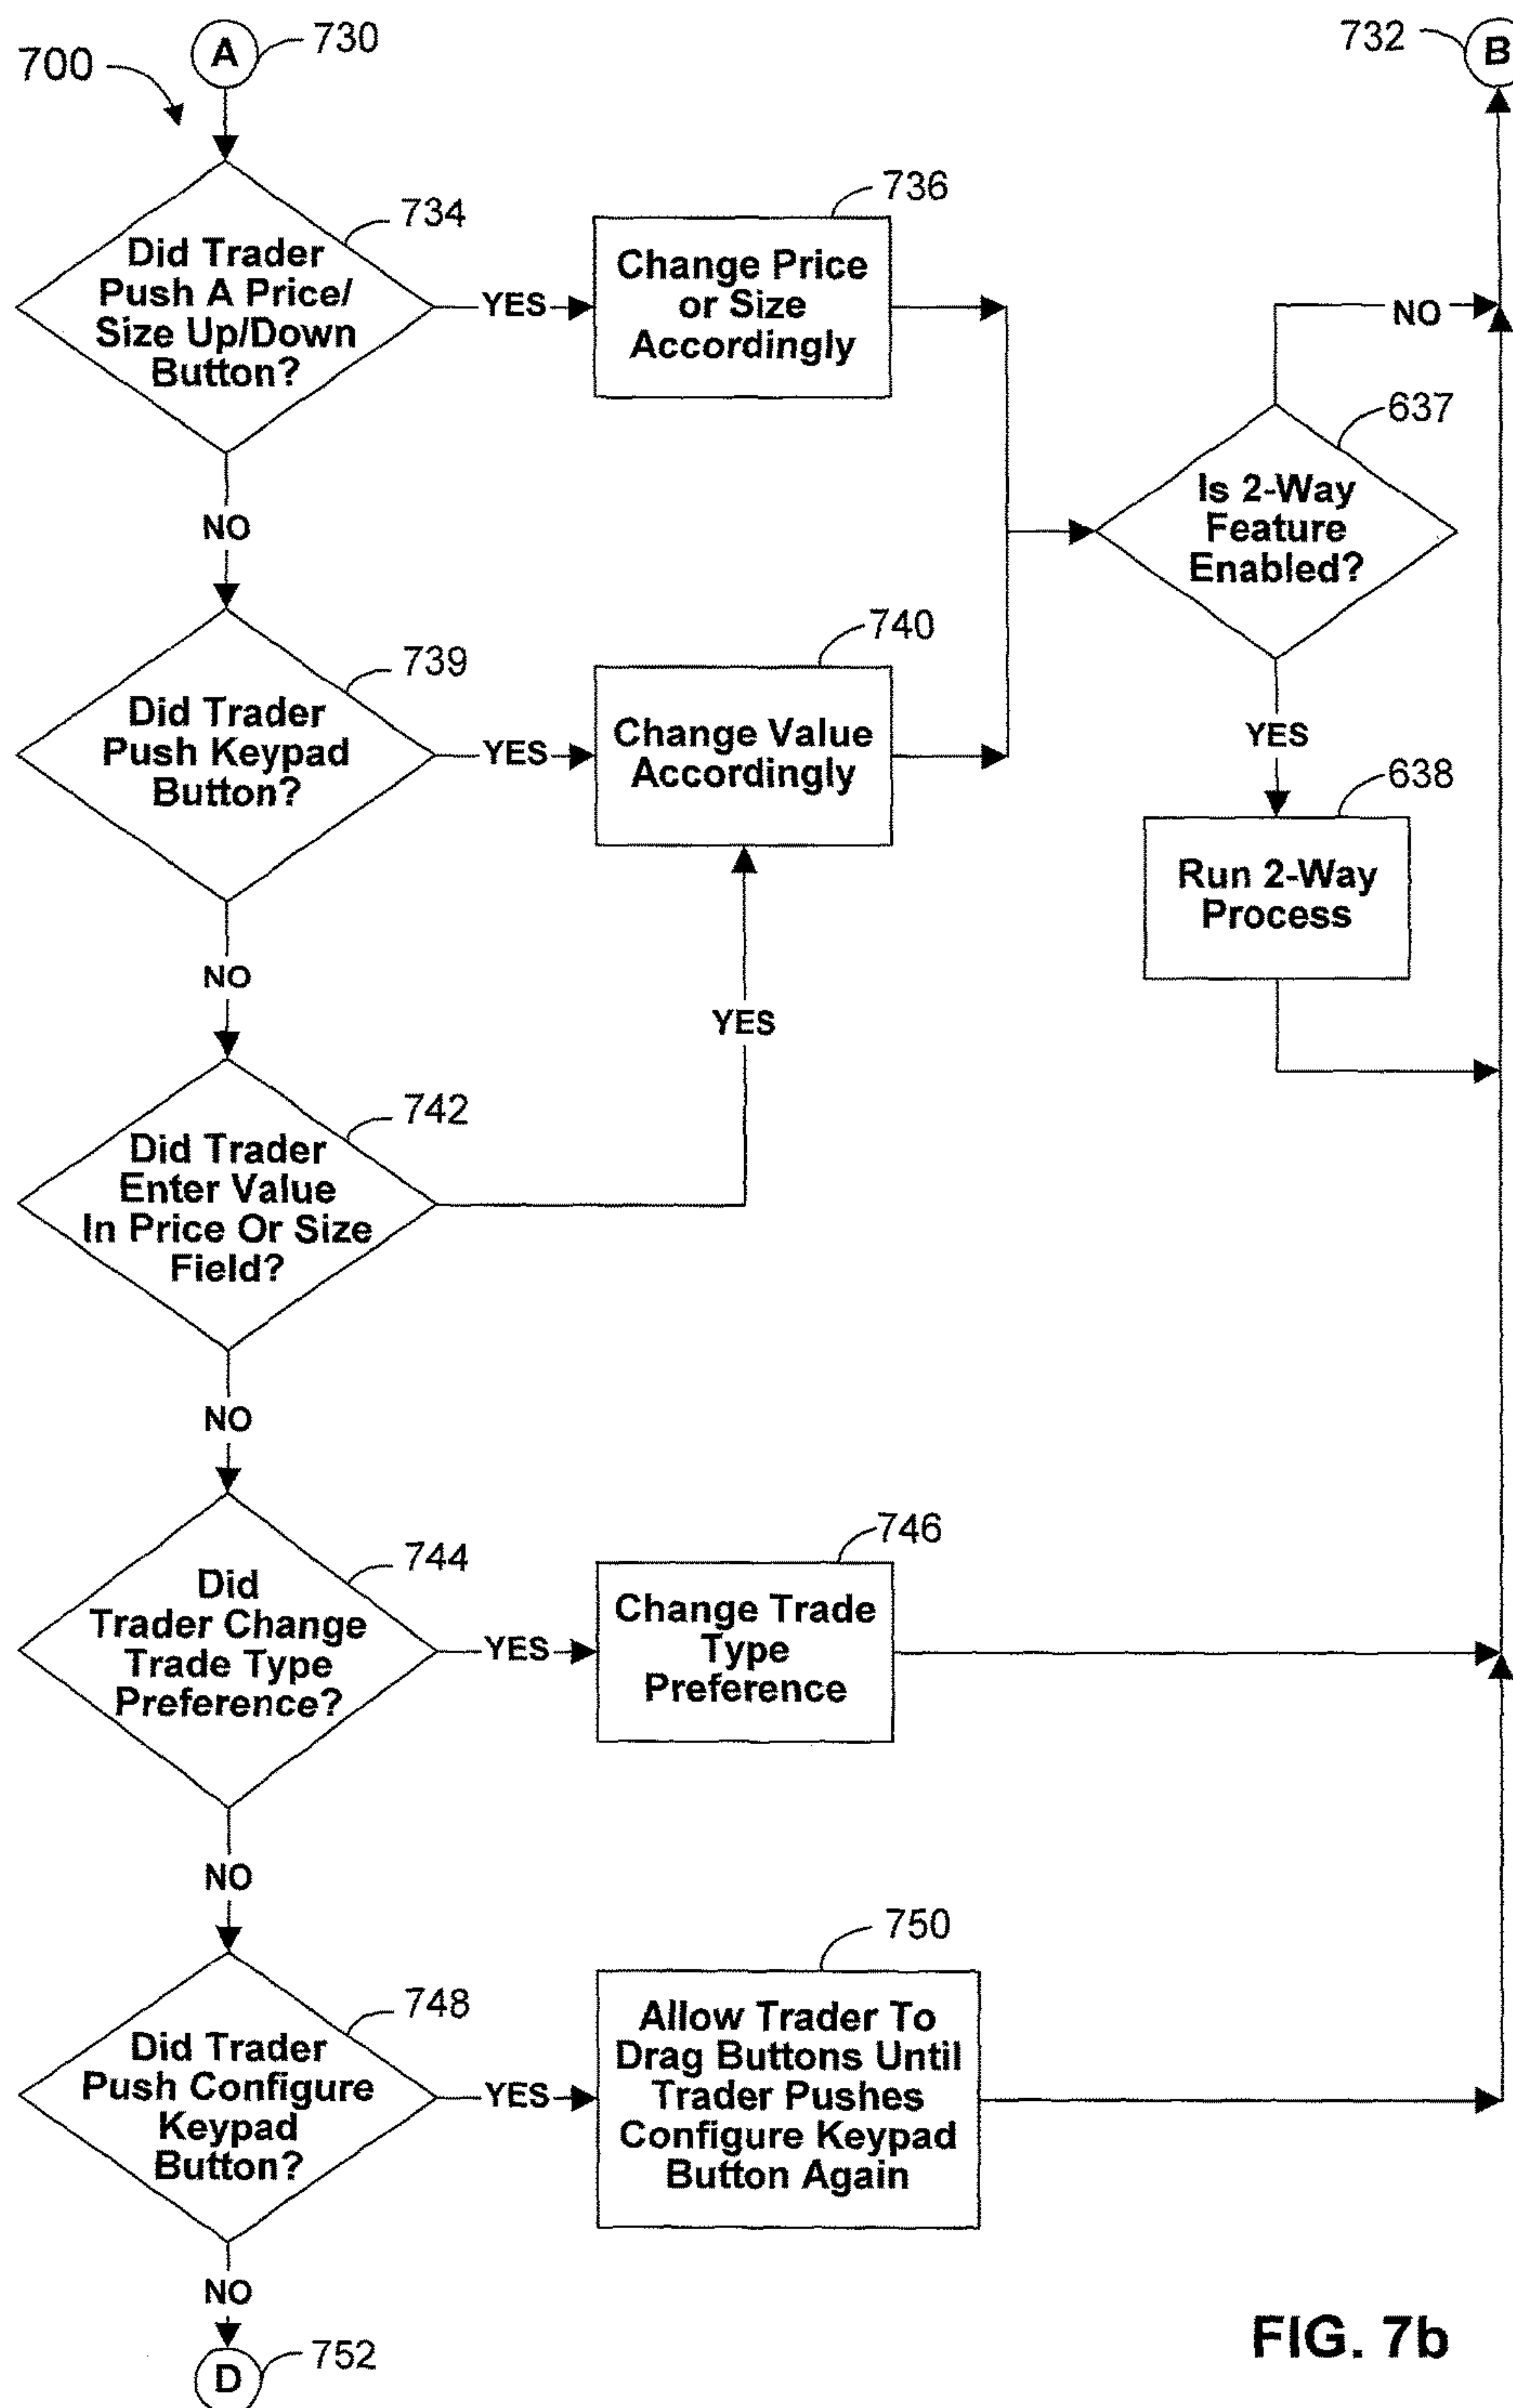 A
730
732
B
700
734
Did Trader
Push A Price/
Size Up/Down
Button?
YES
736
Change Price
or Size
Accordingly
NO
637
Is 2-Way
Feature
Enabled?
NO
739
Did Trader
Push Keypad
Button?
YES
740
Change Value
Accordingly
YES
638
Run 2-Way
Process
NO
YES
742
Did Trader
Enter Value
In Price Or Size
Field?
NO
744
Did
Trader Change
Trade Type
Preference?
YES
746
Change Trade
Type
Preference
NO
748
Did Trader
Push Configure
Keypad
Button?
YES
750
Allow Trader To
Drag Buttons Until
Trader Pushes
Configure Keypad
Button Again
NO
D
752
FIG. 7b